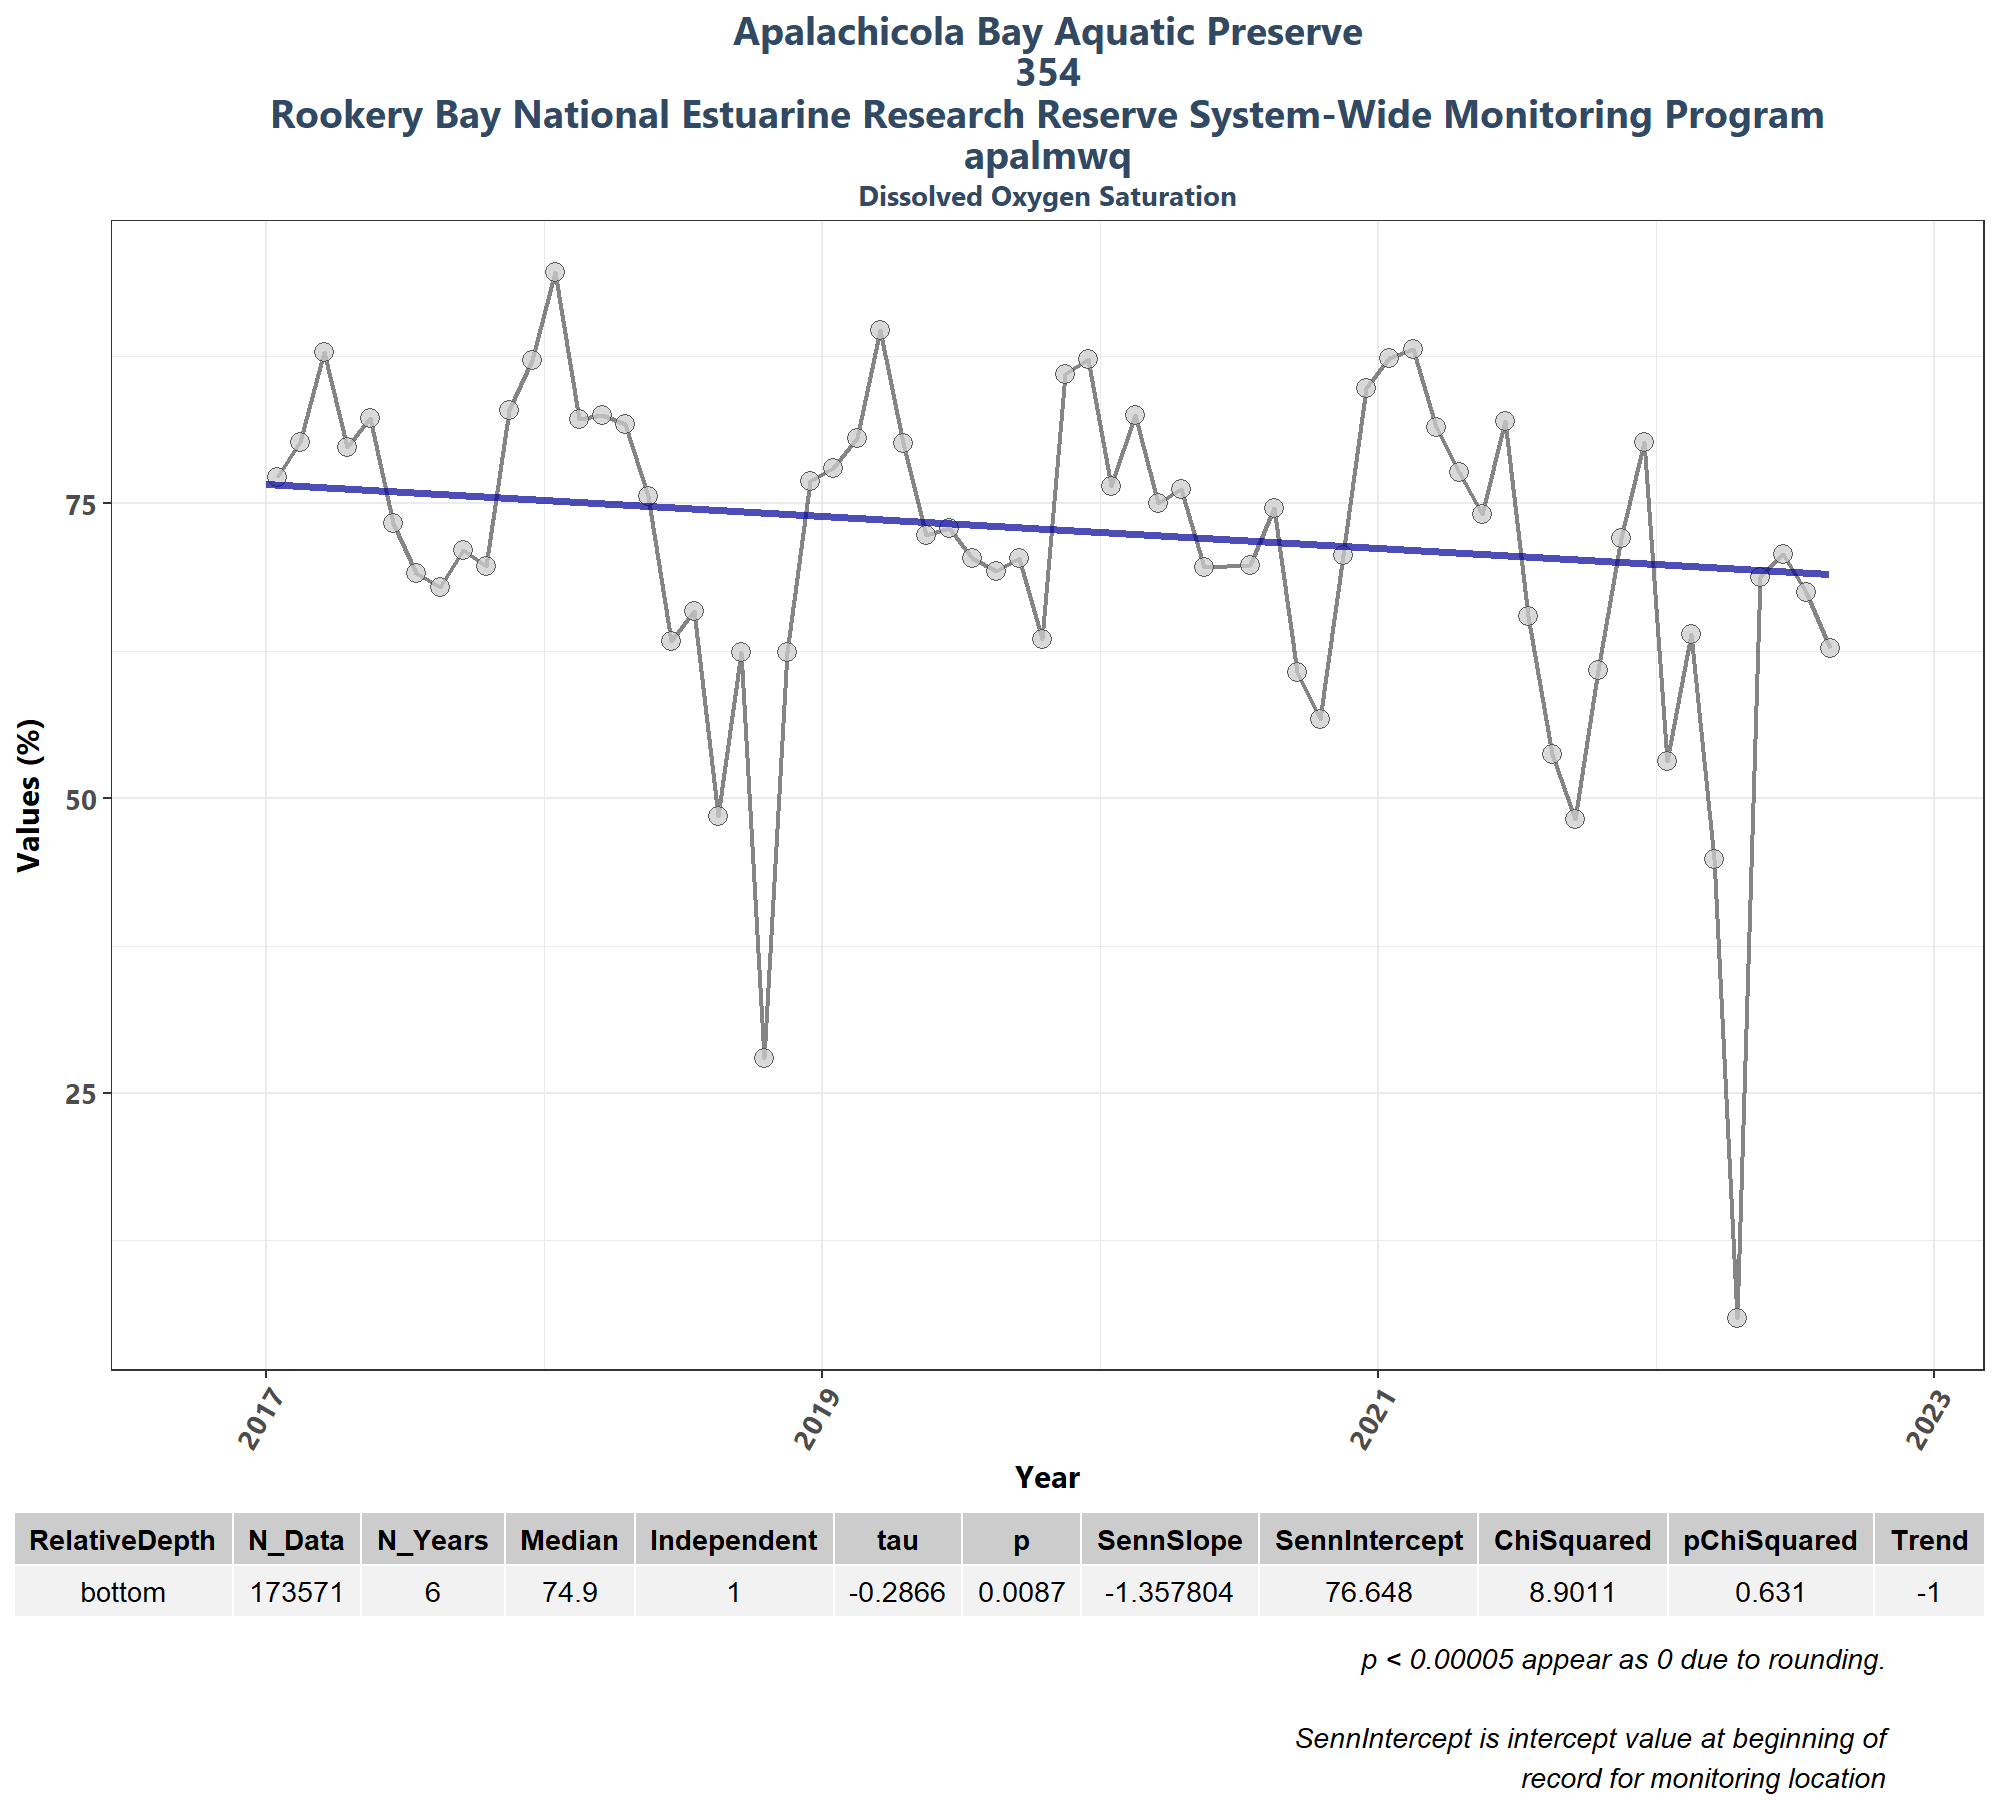 Apalachicola Bay Aquatic Preserve
354
Rookery Bay National Estuarine Research Reserve System-Wide Monitoring Program
apalmwq
Dissolved Oxygen Saturation
Values (%)
75
50
25
2017
2019
2021
2023
Year
RelativeDepth N_Data N_Years Median Independent tau p SennSlope SennIntercept ChiSquared pChiSquared Trend
bottom 173571 6 74.9 1 -0.2866 0.0087 -1.357804 76.648 8.9011 0.631 -1
p < 0.00005 appear as 0 due to rounding.
SennIntercept is intercept value at beginning of
record for monitoring location